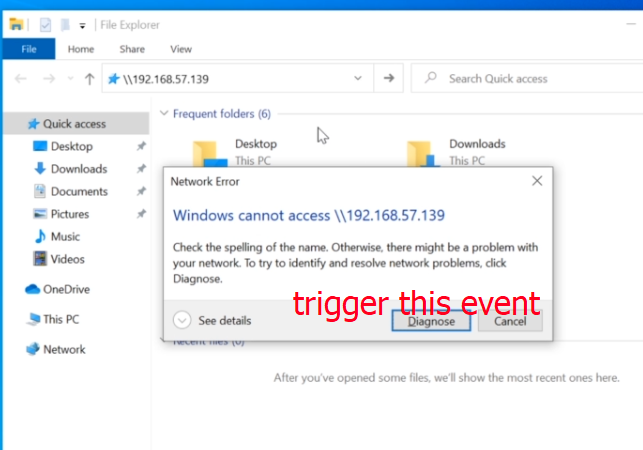 File Explorer
File Home Share View
\\192.168.57.139
Search Quick access
Quick access
Desktop
Downloads
Documents
Pictures
Music
Videos
OneDrive
This PC
Network
Frequent folders (6)
Desktop
This PC
Downloads
This PC
Network Error
Windows cannot access \\192.168.57.139
Check the spelling of the name. Otherwise, there might be a problem with
your network. To try to identify and resolve network problems, click
Diagnose.
trigger this event
See details
Diagnose
Cancel
Recent files (0)
After you've opened some files, we'll show the most recent ones here.